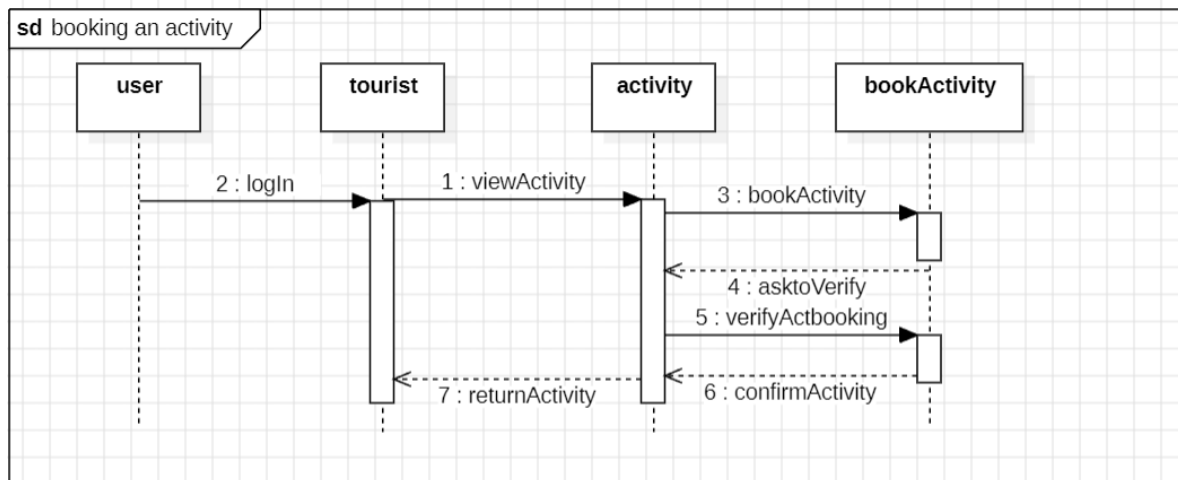 sd booking an activity
user
tourist
activity
bookActivity
2 : logIn
1 : viewActivity
3 : bookActivity
4 : asktoVerify
5 : verifyActbooking
6 : confirmActivity
7 : returnActivity